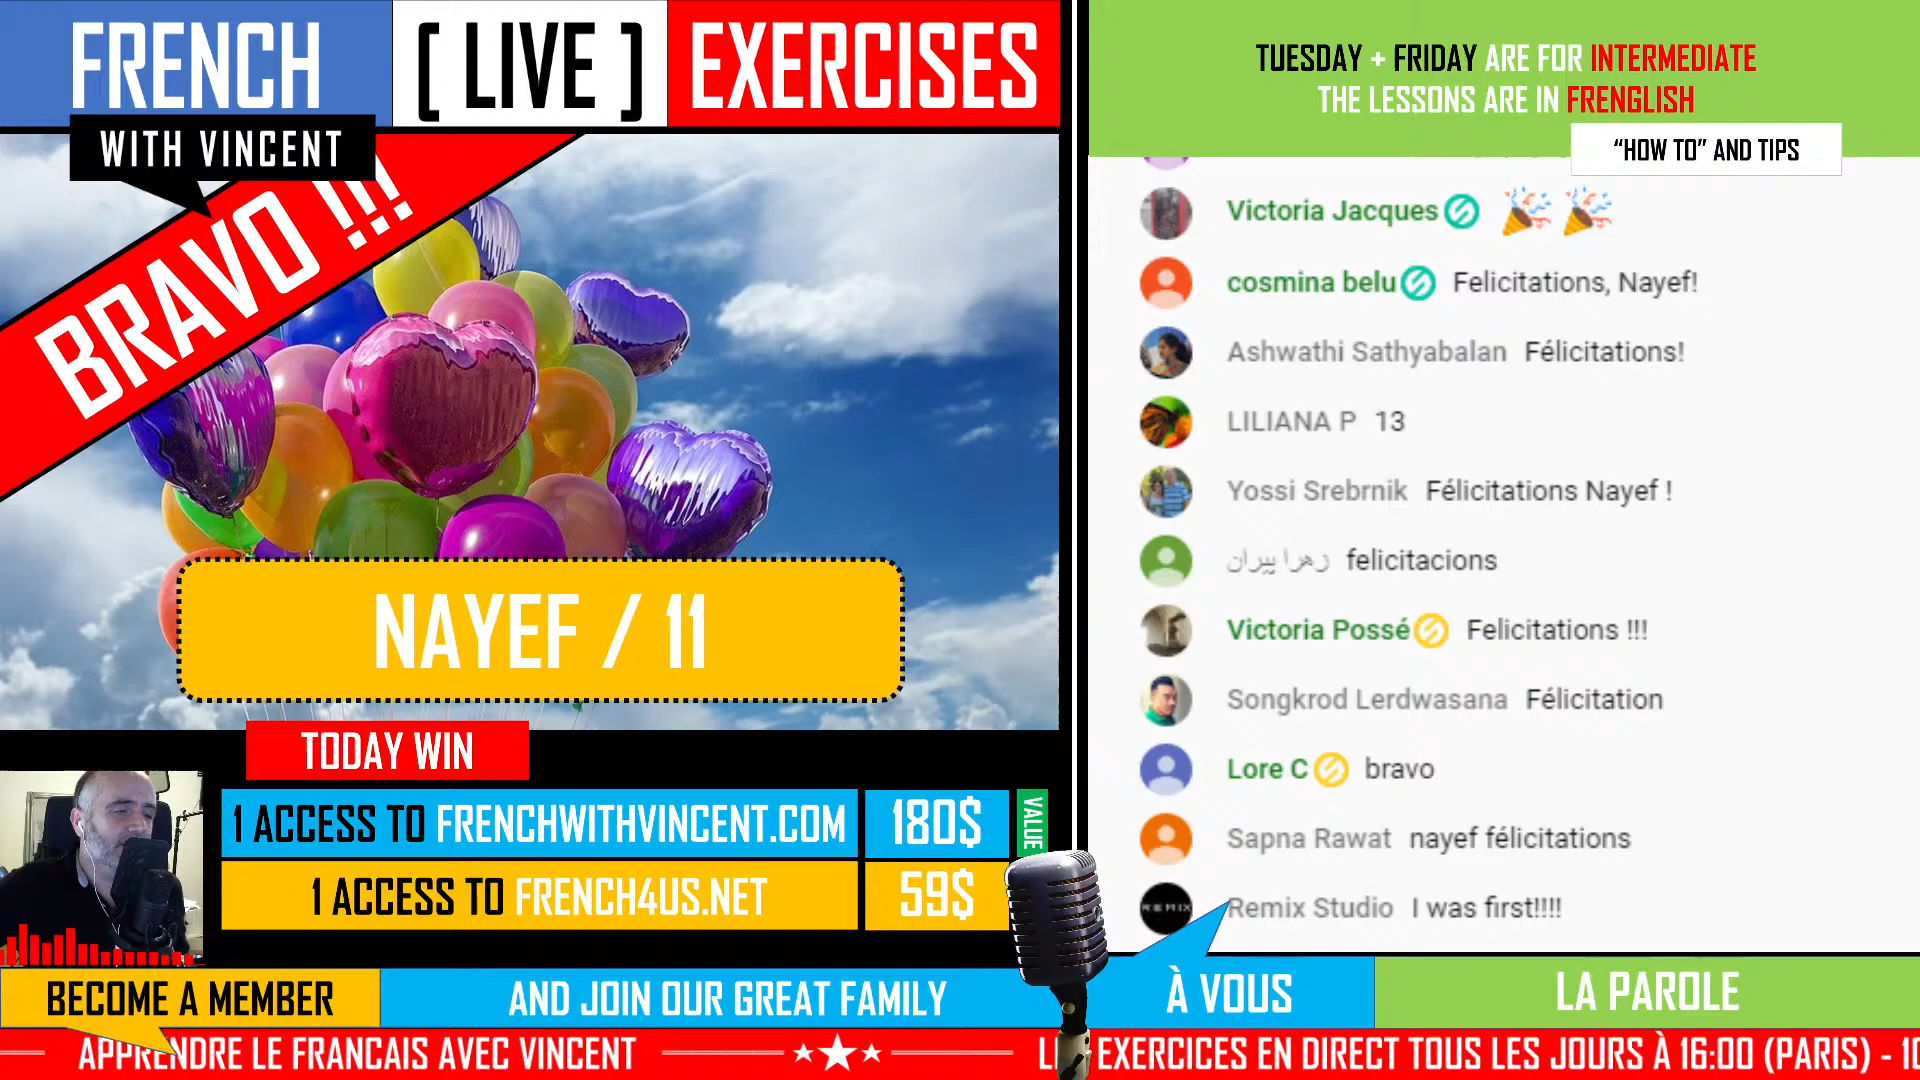 FRENCH [ LIVE ] EXERCISES
WITH VINCENT
BRAVO !!!
NAYEF / 11
TODAY WIN
1 ACCESS TO FRENCHWITHVINCENT.COM 180$
VALUE
1 ACCESS TO FRENCH4US.NET 59$
BECOME A MEMBER AND JOIN OUR GREAT FAMILY
TUESDAY + FRIDAY ARE FOR INTERMEDIATE
THE LESSONS ARE IN FRENGLISH
“HOW TO” AND TIPS
Victoria Jacques 🎉 🎉
cosmina belu Felicitations, Nayef!
Ashwathi Sathyabalan Félicitations!
LILIANA P 13
Yossi Srebrnik Félicitations Nayef !
زهرا پیران felicitacions
Victoria Possé Felicitations !!!
Songkrod Lerdwasana Félicitation
Lore C bravo
Sapna Rawat nayef félicitations
REMIX
Remix Studio I was first!!!!
À VOUS LA PAROLE
APPRENDRE LE FRANCAIS AVEC VINCENT EXERCICES EN DIRECT TOUS LES JOURS À 16:00 (PARIS) - 10